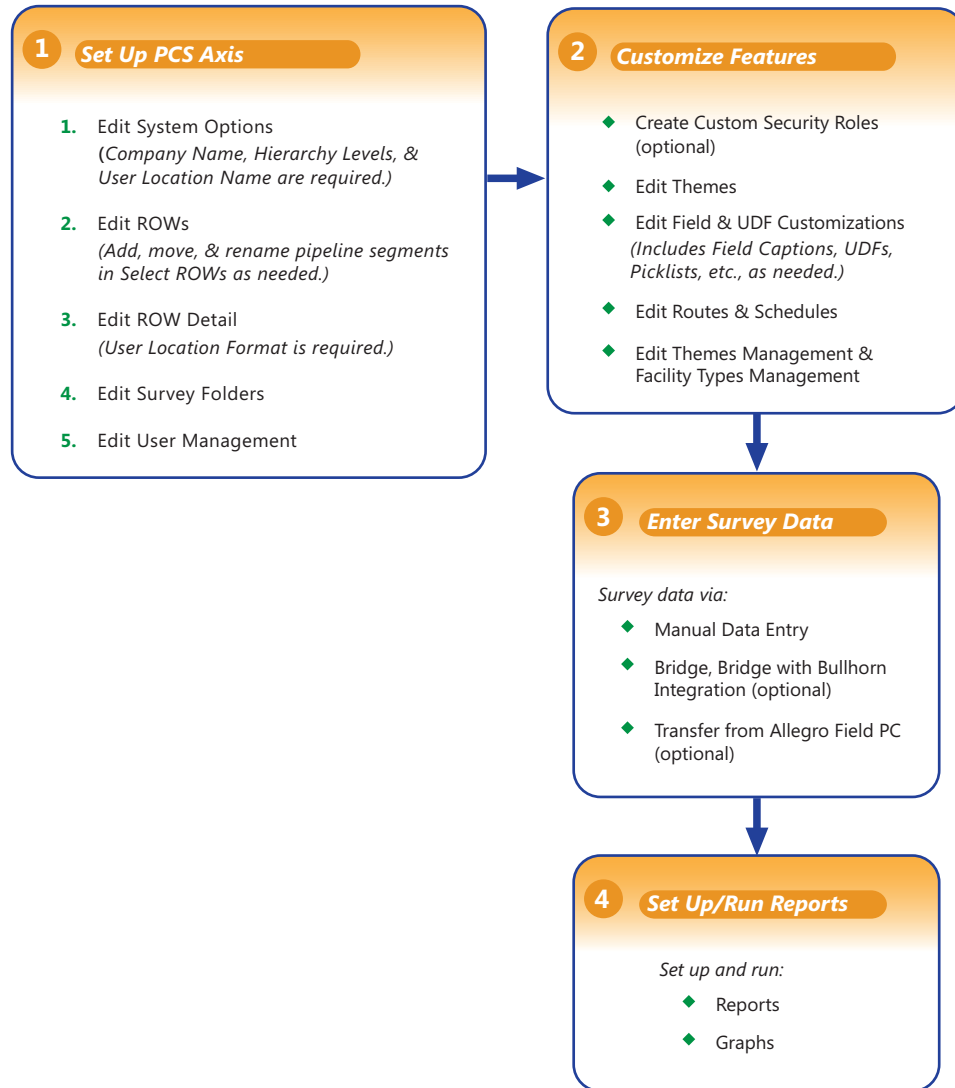 1 Set Up PCS Axis
1. Edit System Options
(Company Name, Hierarchy Levels, &
User Location Name are required.)
2. Edit ROWs
(Add, move, & rename pipeline segments
in Select ROWs as needed.)
3. Edit ROW Detail
(User Location Format is required.)
4. Edit Survey Folders
5. Edit User Management
2 Customize Features
Create Custom Security Roles
(optional)
Edit Themes
Edit Field & UDF Customizations
(Includes Field Captions, UDFs,
Picklists, etc., as needed.)
Edit Routes & Schedules
Edit Themes Management &
Facility Types Management
3 Enter Survey Data
Survey data via:
Manual Data Entry
Bridge, Bridge with Bullhorn
Integration (optional)
Transfer from Allegro Field PC
(optional)
4 Set Up/Run Reports
Set up and run:
Reports
Graphs